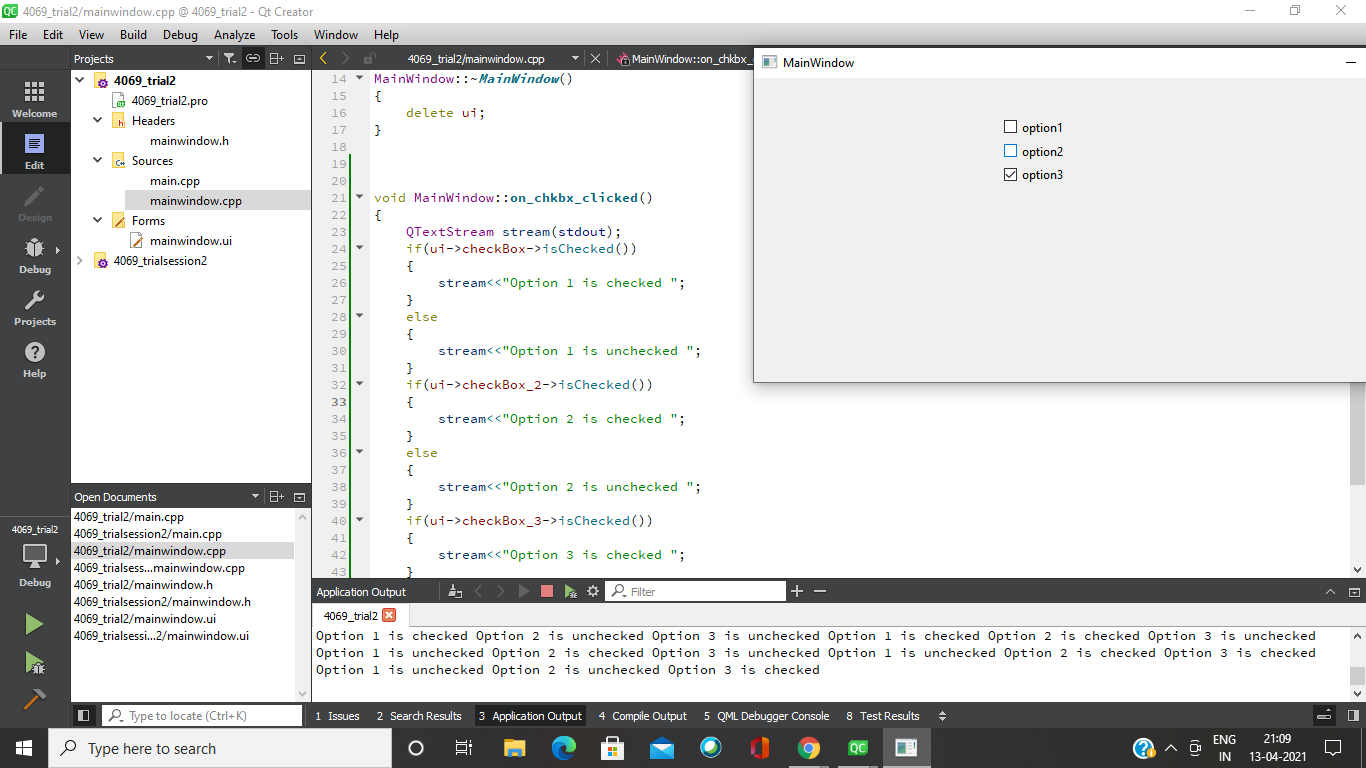 4069_trial2/mainwindow.cpp @ 4069_trial2 - Qt Creator
File Edit View Build Debug Analyze Tools Window Help
Projects
4069_trial2/mainwindow.cpp
MainWindow::on_chkbx_
Welcome
Edit
Design
Debug
Projects
Help
4069_trial2
4069_trial2.pro
Headers
mainwindow.h
Sources
main.cpp
mainwindow.cpp
Forms
mainwindow.ui
4069_trialsession2
14 MainWindow::~MainWindow()
15 {
16 delete ui;
17 }
18
19
20
21 void MainWindow::on_chkbx_clicked()
22 {
23 QTextStream stream(stdout);
24 if(ui->checkBox->isChecked())
25 {
26 stream<<"Option 1 is checked ";
27 }
28 else
29 {
30 stream<<"Option 1 is unchecked ";
31 }
32 if(ui->checkBox_2->isChecked())
33 {
34 stream<<"Option 2 is checked ";
35 }
36 else
37 {
38 stream<<"Option 2 is unchecked ";
39 }
40 if(ui->checkBox_3->isChecked())
41 {
42 stream<<"Option 3 is checked ";
43 }
MainWindow
option1
option2
option3
Open Documents
4069_trial2/main.cpp
4069_trialsession2/main.cpp
4069_trial2/mainwindow.cpp
4069_trialsess...mainwindow.cpp
4069_trial2/mainwindow.h
4069_trialsession2/mainwindow.h
4069_trial2/mainwindow.ui
4069_trialsessi...2/mainwindow.ui
4069_trial2
Debug
Application Output
Filter
4069_trial2
Option 1 is checked Option 2 is unchecked Option 3 is unchecked Option 1 is checked Option 2 is checked Option 3 is unchecked
Option 1 is unchecked Option 2 is checked Option 3 is unchecked Option 1 is unchecked Option 2 is checked Option 3 is checked
Option 1 is unchecked Option 2 is unchecked Option 3 is checked
Type to locate (Ctrl+K)
1 Issues 2 Search Results 3 Application Output 4 Compile Output 5 QML Debugger Console 8 Test Results
Type here to search
ENG
IN
21:09
13-04-2021